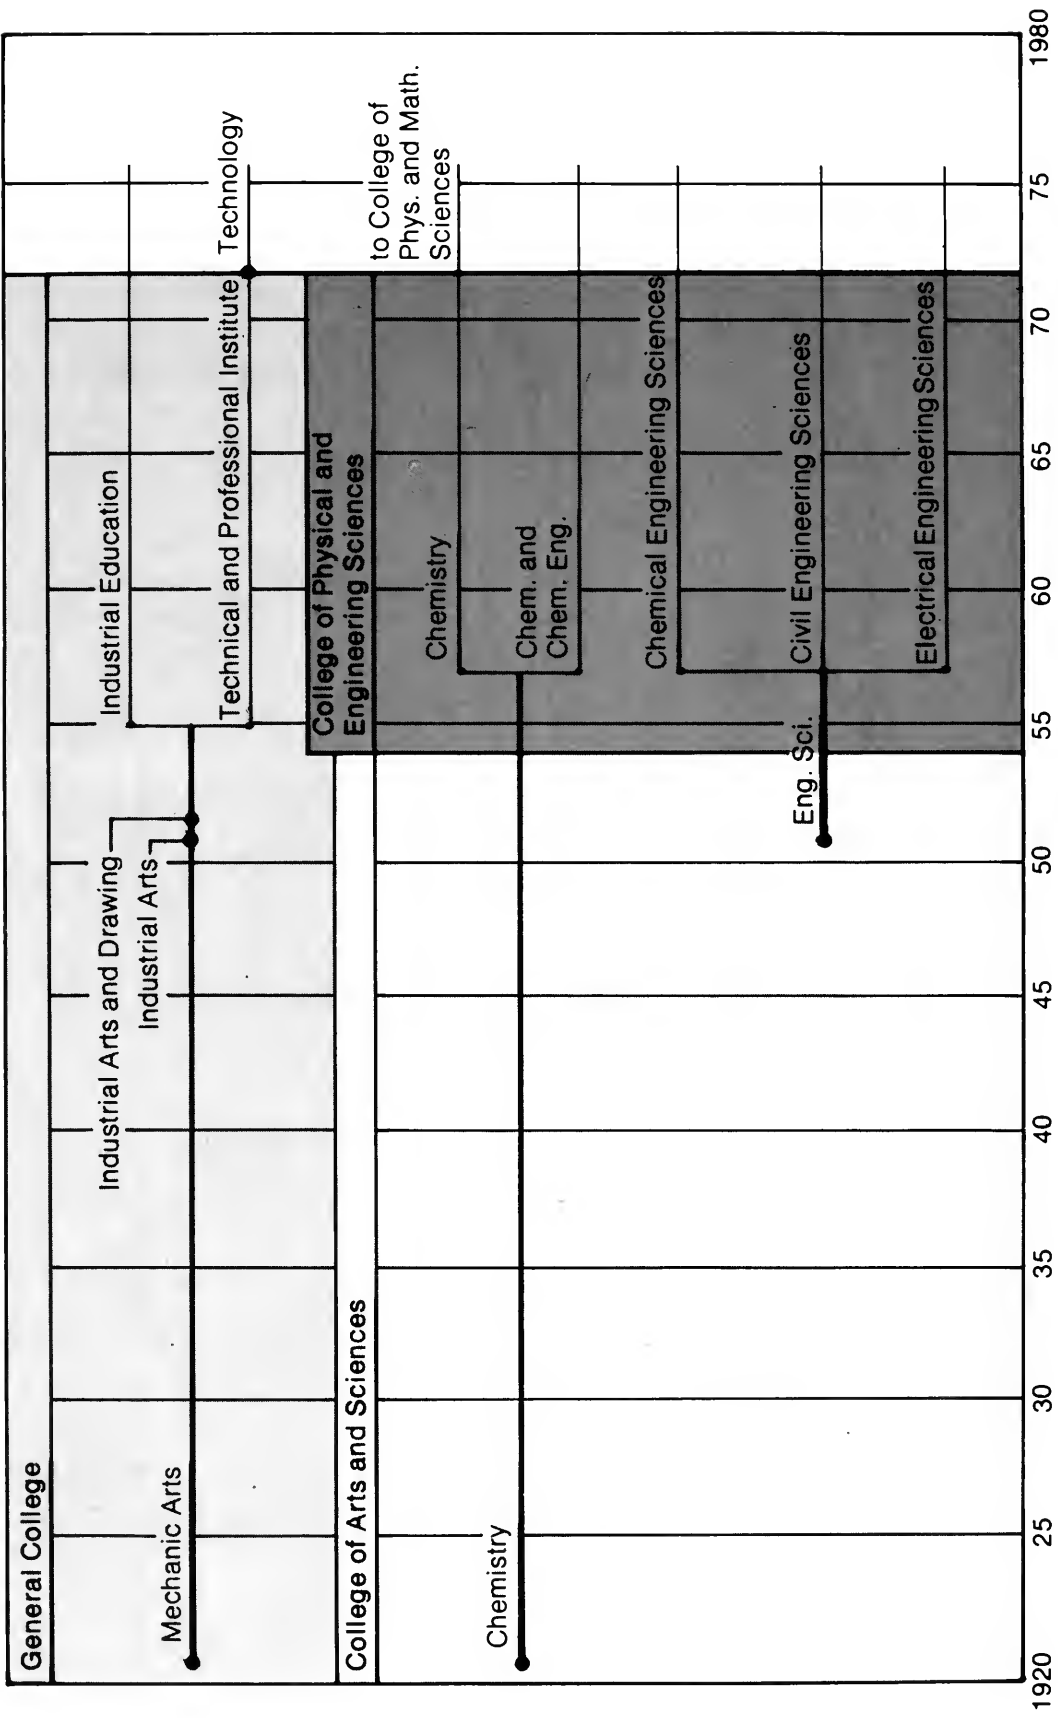 General College
Mechanic Arts
Industrial Arts and Drawing
Industrial Arts
Industrial Education
Technical and Professional Institute
Technology
College of Arts and Sciences
College of Physical and
Engineering Sciences
to College of
Phys. and Math.
Sciences
Chemistry
Chemistry
Chem. and
Chem. Eng.
Chemical Engineering Sciences
Eng. Sci.
Civil Engineering Sciences
Electrical Engineering Sciences
1920 25 30 35 40 45 50 55 60 65 70 75 1980